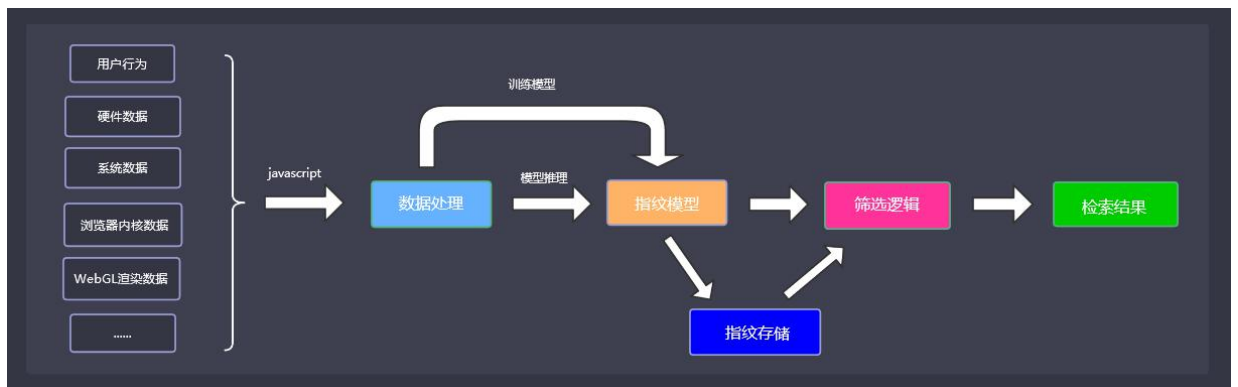 用户行为
硬件数据
系统数据
浏览器内核数据
WebGL渲染数据
......
javascript
训练模型
数据处理
模型推理
指纹模型
筛选逻辑
检索结果
指纹存储